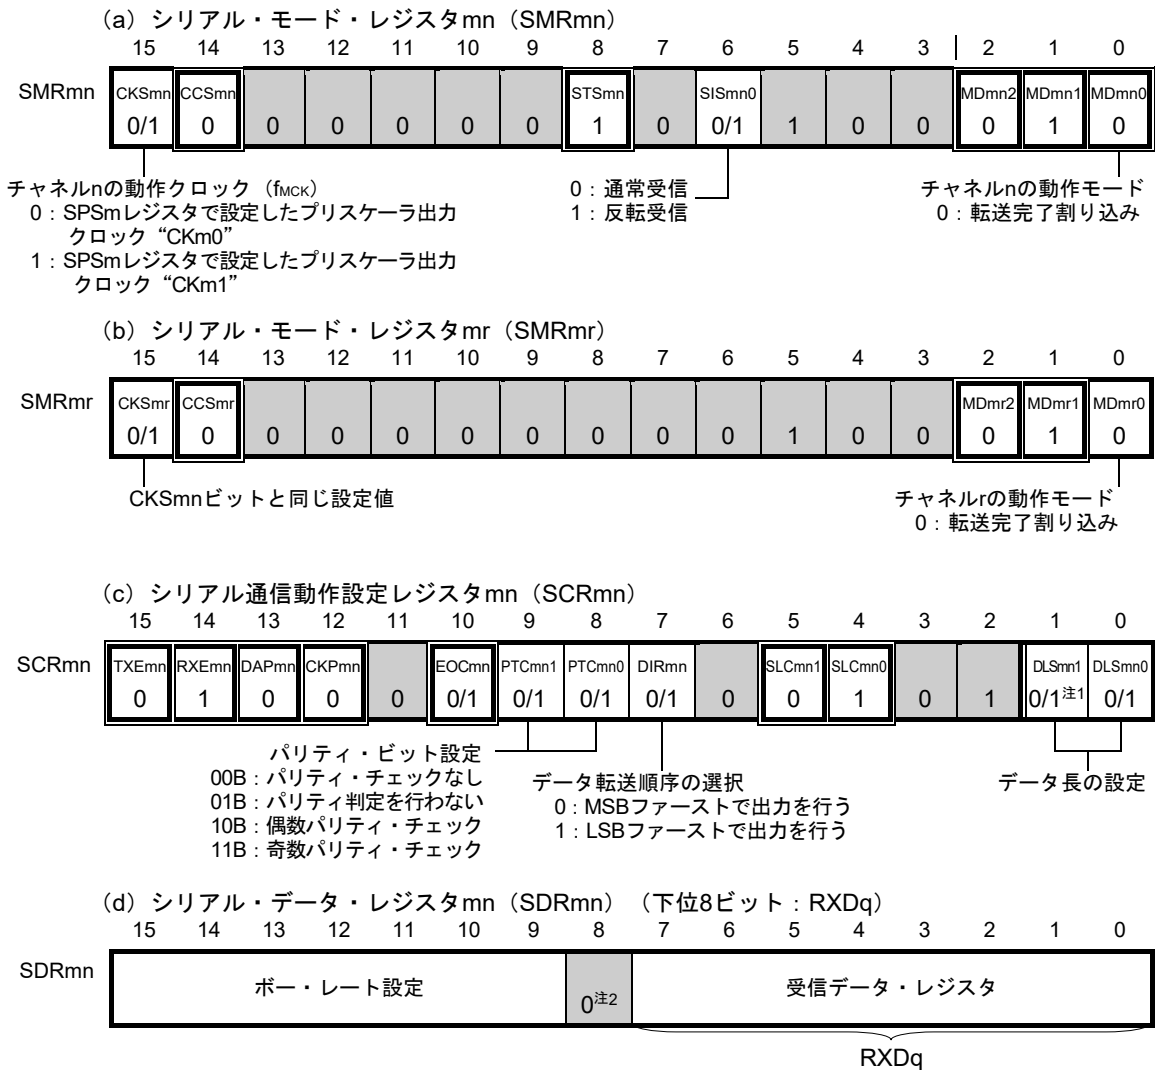 (a) シリアル・モード・レジスタmn（SMRmn）
15 14 13 12 11 10 9 8 7 6 5 4 3 2 1 0
SMRmn CKSmn CCSmn STSmn SISmn0 MDmn2 MDmn1 MDmn0
0/1 0 0 0 0 0 0 1 0 0/1 1 0 0 0 1 0
チャネルnの動作クロック（fMCK）
0：SPSmレジスタで設定したプリスケーラ出力
クロック“CKm0”
1：SPSmレジスタで設定したプリスケーラ出力
クロック“CKm1”
0：通常受信
1：反転受信
チャネルnの動作モード
0：転送完了割り込み
(b) シリアル・モード・レジスタmr（SMRmr）
15 14 13 12 11 10 9 8 7 6 5 4 3 2 1 0
SMRmr CKSmr CCSmr MDmr2 MDmr1 MDmr0
0/1 0 0 0 0 0 0 0 0 0 1 0 0 0 1 0
CKSmnビットと同じ設定値
チャネルrの動作モード
0：転送完了割り込み
(c) シリアル通信動作設定レジスタmn（SCRmn）
15 14 13 12 11 10 9 8 7 6 5 4 3 2 1 0
SCRmn TXEmn RXEmn DAPmn CKPmn EOCmn PTCmn1 PTCmn0 DIRmn SLCmn1 SLCmn0 DLSmn1 DLSmn0
0 1 0 0 0 0/1 0/1 0/1 0/1 0 0 1 0 1 0/1注1 0/1
パリティ・ビット設定
00B：パリティ・チェックなし
01B：パリティ判定を行わない
10B：偶数パリティ・チェック
11B：奇数パリティ・チェック
データ転送順序の選択
0：MSBファーストで出力を行う
1：LSBファーストで出力を行う
データ長の設定
(d) シリアル・データ・レジスタmn（SDRmn）（下位8ビット：RXDq）
15 14 13 12 11 10 9 8 7 6 5 4 3 2 1 0
SDRmn ボー・レート設定 0注2 受信データ・レジスタ
RXDq